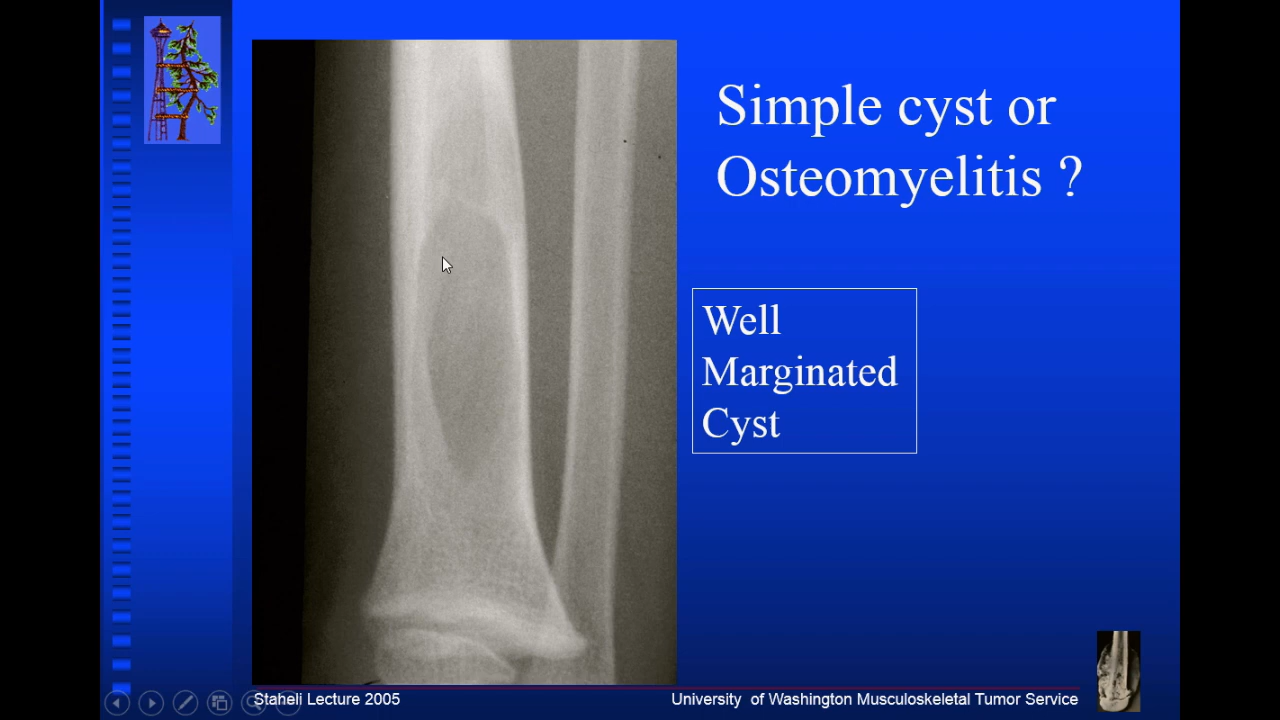 Simple cyst or
Osteomyelitis ?
Well
Marginated
Cyst
Staheli Lecture 2005
University of Washington Musculoskeletal Tumor Service